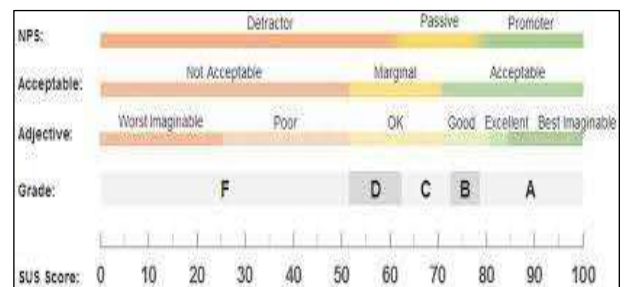 NPS: Detractor Passive Promoter
Acceptable: Not Acceptable Marginal Acceptable
Adjective: Worst Imaginable Poor OK Good Excellent Best Imaginable
Grade: F D C B A
SUS Score: 0 10 20 30 40 50 60 70 80 90 100